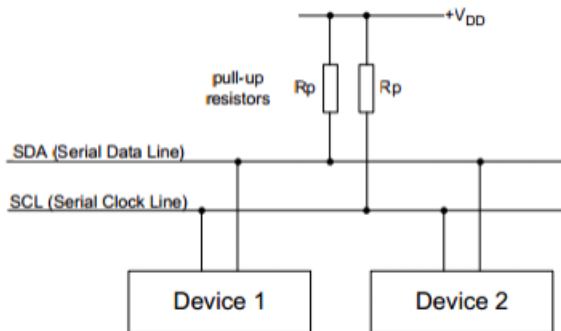 +VDD
pull-up
resistors
Rp
Rp
SDA (Serial Data Line)
SCL (Serial Clock Line)
Device 1
Device 2